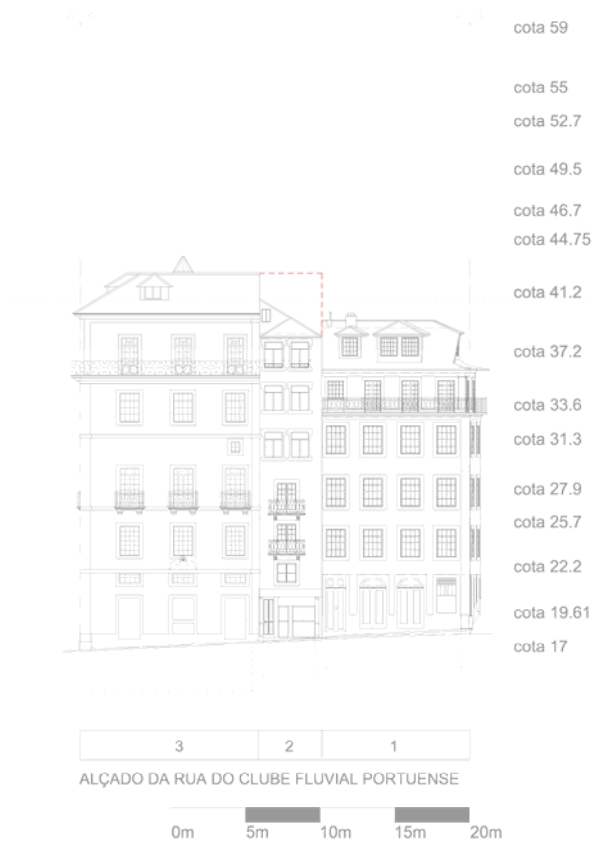 cota 59
cota 55
cota 52.7
cota 49.5
cota 46.7
cota 44.75
cota 41.2
cota 37.2
cota 33.6
cota 31.3
cota 27.9
cota 25.7
cota 22.2
cota 19.61
cota 17
3 2 1
ALÇADO DA RUA DO CLUBE FLUVIAL PORTUENSE
0m 5m 10m 15m 20m